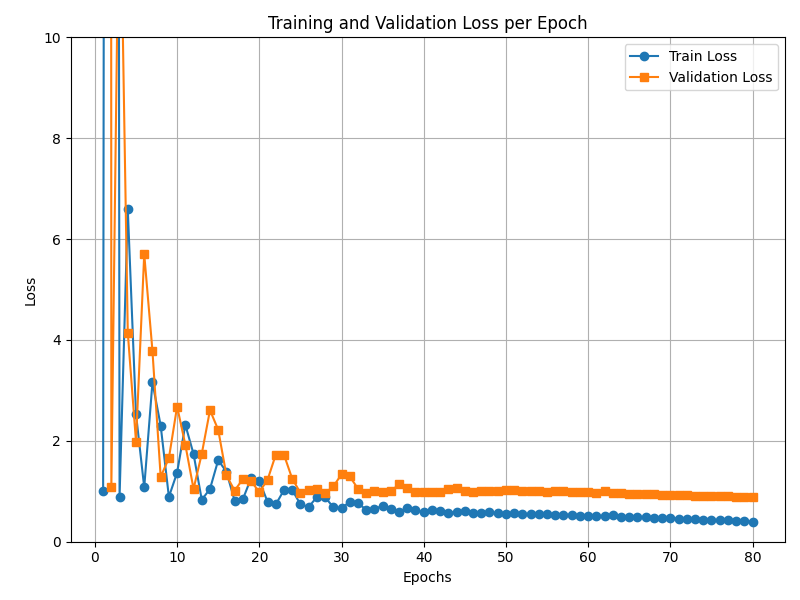 Training and Validation Loss per Epoch
Train Loss
Validation Loss
Loss
10
8
6
4
2
0
0 10 20 30 40 50 60 70 80
Epochs